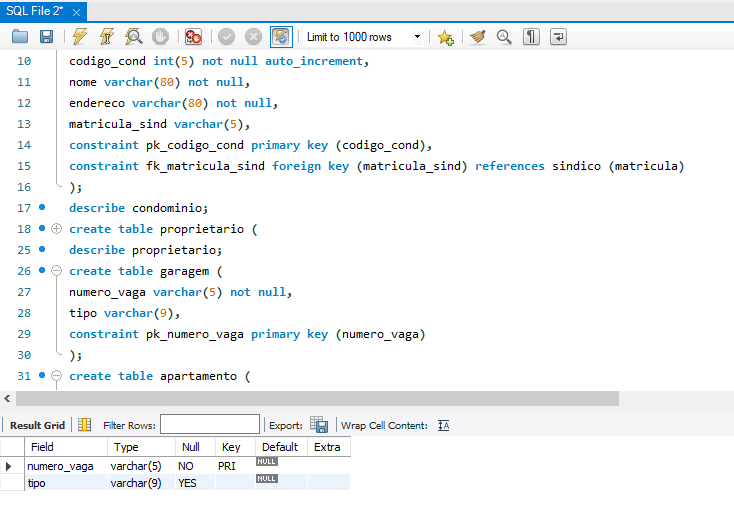 SQL File 2* ×
Limit to 1000 rows
10 codigo_cond int(5) not null auto_increment,
11 nome varchar(80) not null,
12 endereco varchar(80) not null,
13 matricula_sind varchar(5),
14 constraint pk_codigo_cond primary key (codigo_cond),
15 constraint fk_matricula_sind foreign key (matricula_sind) references sindico (matricula)
16 );
17 describe condominio;
18 create table proprietario (
25 describe proprietario;
26 create table garagem (
27 numero_vaga varchar(5) not null,
28 tipo varchar(9),
29 constraint pk_numero_vaga primary key (numero_vaga)
30 );
31 create table apartamento (
Result Grid Filter Rows: Export: Wrap Cell Content:
Field Type Null Key Default Extra
numero_vaga varchar(5) NO PRI NULL
tipo varchar(9) YES NULL